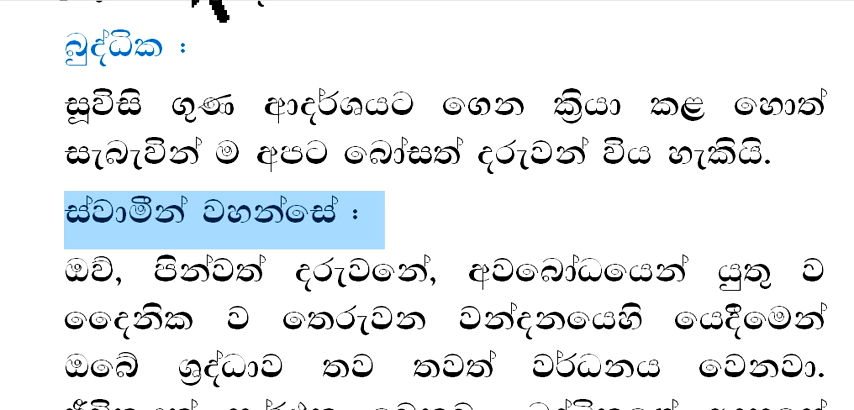 බුද්ධික :
සූවිසි ගුණ ආදර්ශයට ගෙන ක්‍රියා කළ හොත්
සැබැවින් ම අපට බෝසත් දරුවන් විය හැකියි.
ස්වාමීන් වහන්සේ :
ඔව්, පින්වත් දරුවනේ, අවබෝධයෙන් යුතු ව
දෛනික ව තෙරුවන වන්දනයෙහි යෙදීමෙන්
ඔබේ ශ්‍රද්ධාව තව තවත් වර්ධනය වෙනවා.